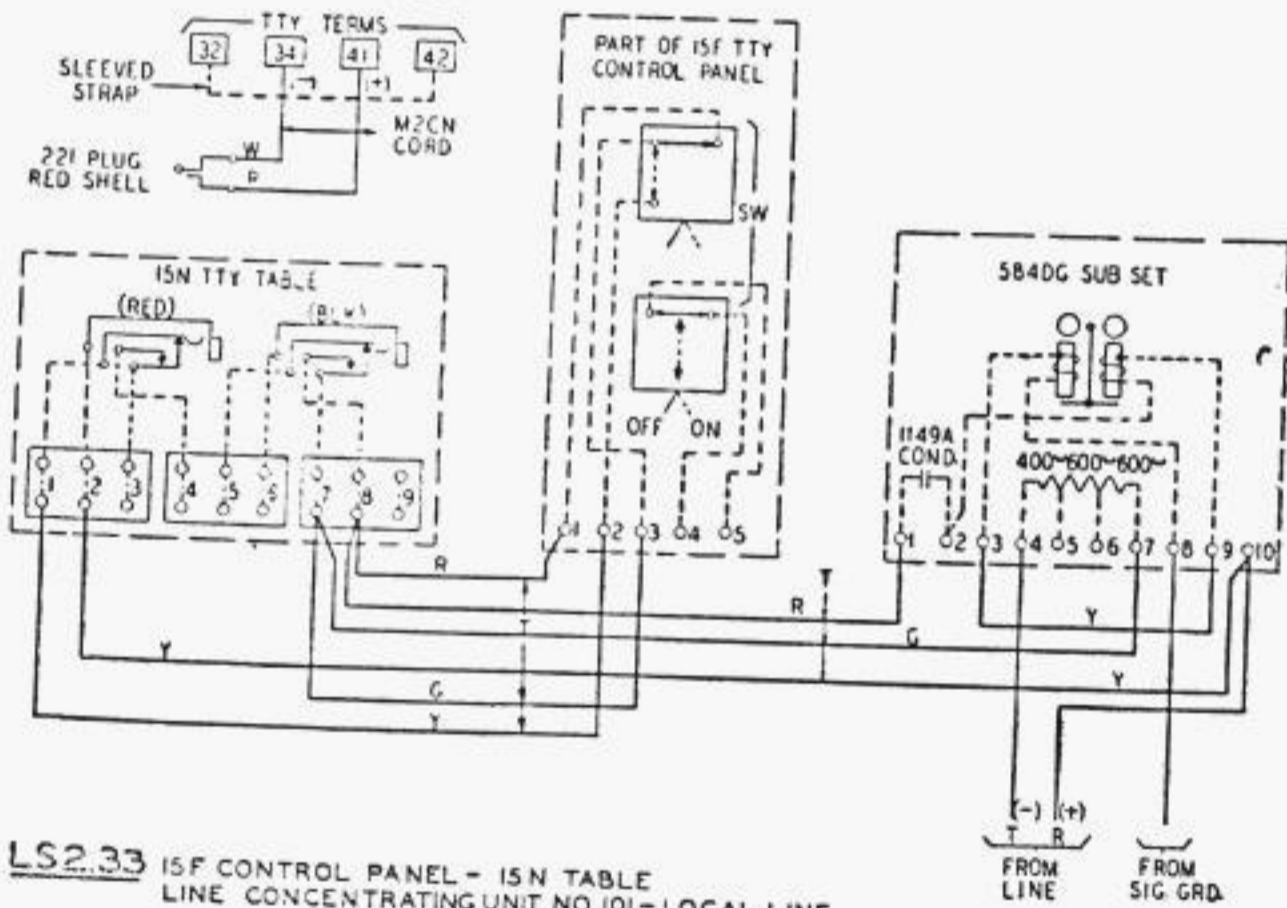 TTY TERMS
32 34 41 42
SLEEVED
STRAP
(-) (+)
M2CN
CORD
221 PLUG
RED SHELL
W
R
PART OF 15F TTY
CONTROL PANEL
SW
OFF ON
1 2 3 4 5
15N TTY TABLE
(RED)
1 2 3 4 5 6 7 8 9
584DG SUB SET
1149A
COND.
400~600~600~
1 2 3 4 5 6 7 8 9 10
R
R
Y
G
Y
Y
G
Y
(-) (+)
T R
FROM
LINE
FROM
SIG GRD.
LS2.33 15F CONTROL PANEL - 15N TABLE
LINE CONCENTRATING UNIT NO. 101 - LOCAL LINE